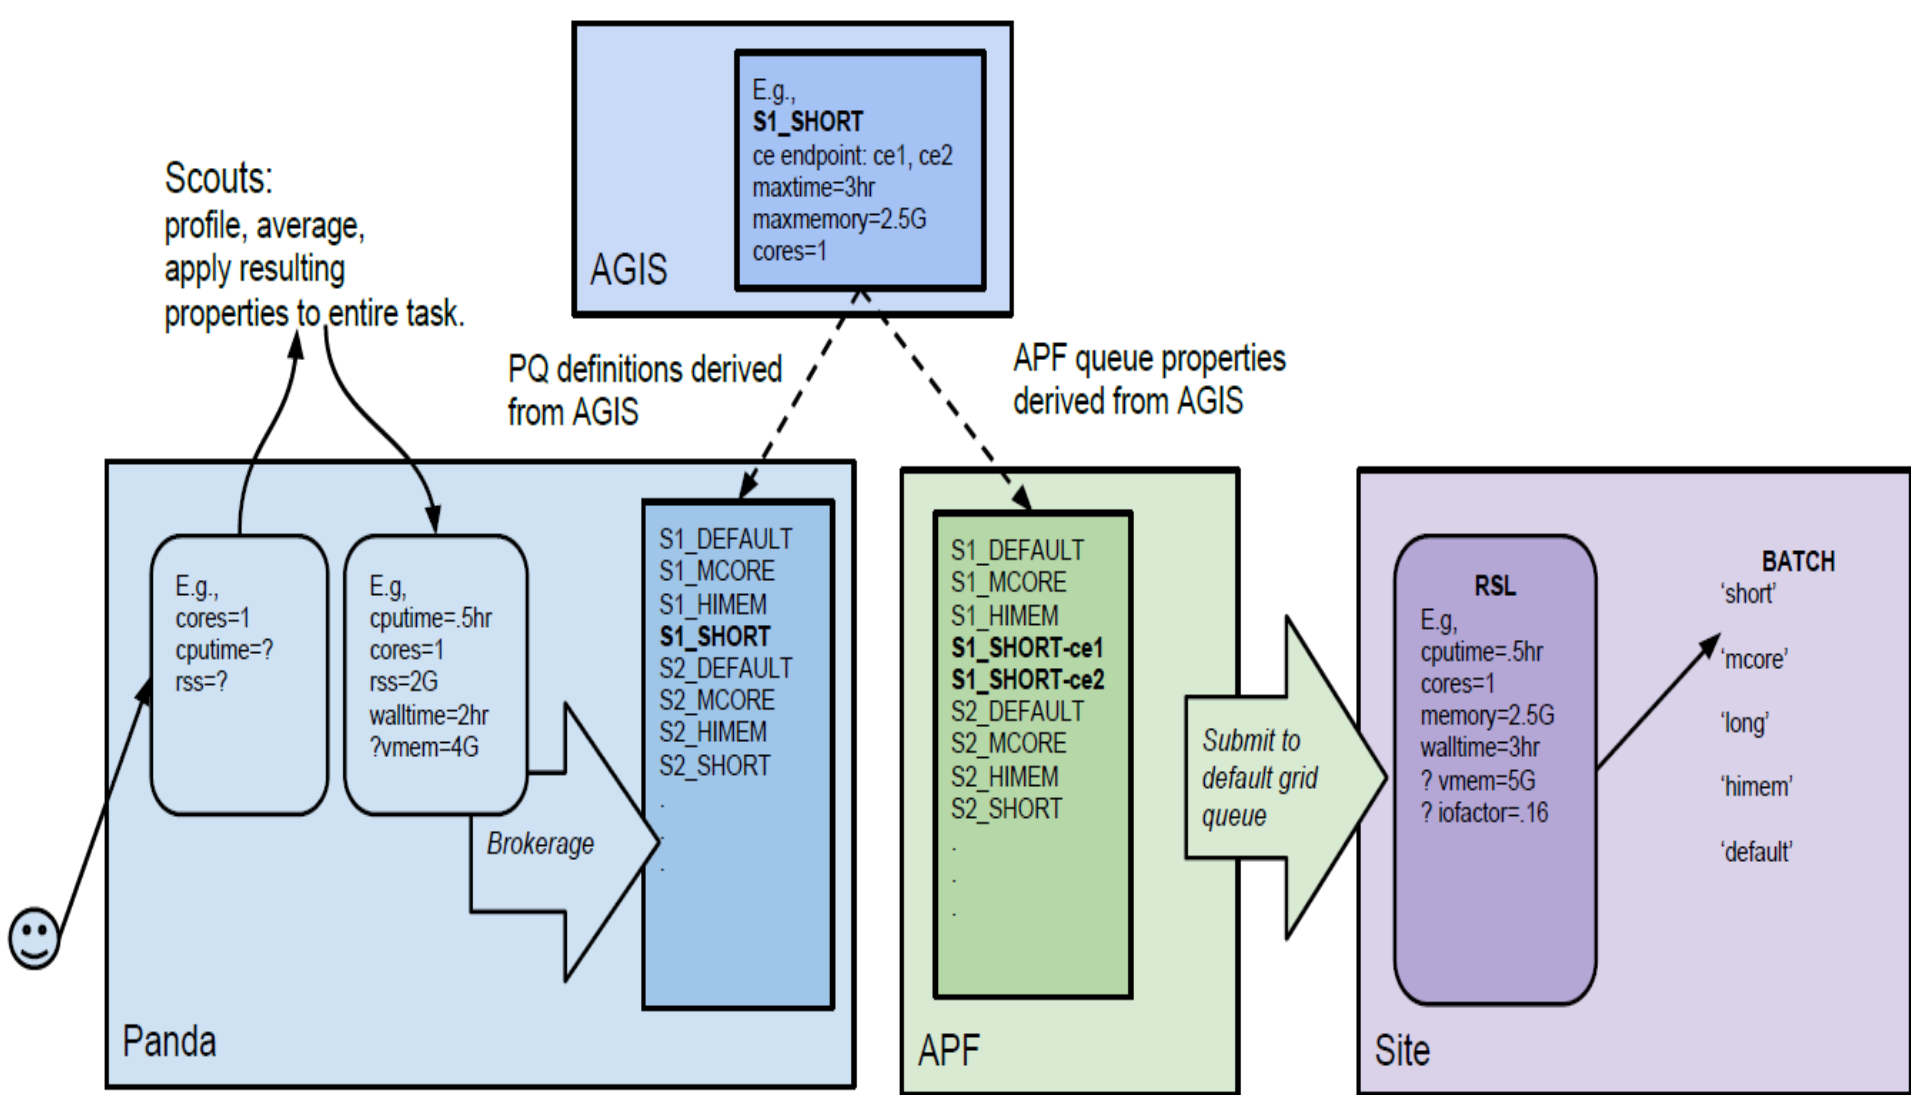 E.g.,
S1_SHORT
ce endpoint: ce1, ce2
maxtime=3hr
maxmemory=2.5G
cores=1
AGIS
Scouts:
profile, average,
apply resulting
properties to entire task.
PQ definitions derived
from AGIS
APF queue properties
derived from AGIS
E.g.,
cores=1
cputime=?
rss=?
E.g,
cputime=.5hr
cores=1
rss=2G
walltime=2hr
?vmem=4G
Brokerage
S1_DEFAULT
S1_MCORE
S1_HIMEM
S1_SHORT
S2_DEFAULT
S2_MCORE
S2_HIMEM
S2_SHORT
.
.
.
Panda
S1_DEFAULT
S1_MCORE
S1_HIMEM
S1_SHORT-ce1
S1_SHORT-ce2
S2_DEFAULT
S2_MCORE
S2_HIMEM
S2_SHORT
.
.
.
APF
Submit to
default grid
queue
RSL
E.g,
cputime=.5hr
cores=1
memory=2.5G
walltime=3hr
? vmem=5G
? iofactor=.16
BATCH
‘short’
‘mcore’
‘long’
‘himem’
‘default’
Site